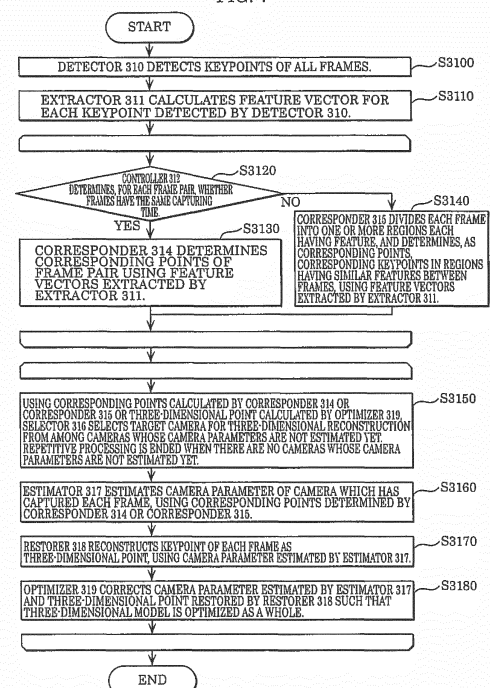 START
DETECTOR 310 DETECTS KEYPOINTS OF ALL FRAMES.
S3100
EXTRACTOR 311 CALCULATES FEATURE VECTOR FOR
EACH KEYPOINT DETECTED BY DETECTOR 310.
S3110
CONTROLLER 312
DETERMINES, FOR EACH FRAME PAIR, WHETHER
FRAMES HAVE THE SAME CAPTURING
TIME.
S3120
NO
YES
S3130
CORRESPONDER 314 DETERMINES
CORRESPONDING POINTS OF
FRAME PAIR USING FEATURE
VECTORS EXTRACTED BY
EXTRACTOR 311.
S3140
CORRESPONDER 315 DIVIDES EACH FRAME
INTO ONE OR MORE REGIONS EACH
HAVING FEATURE, AND DETERMINES, AS
CORRESPONDING POINTS,
CORRESPONDING KEYPOINTS IN REGIONS
HAVING SIMILAR FEATURES BETWEEN
FRAMES, USING FEATURE VECTORS
EXTRACTED BY EXTRACTOR 311.
USING CORRESPONDING POINTS CALCULATED BY CORRESPONDER 314 OR
CORRESPONDER 315 OR THREE-DIMENSIONAL POINT CALCULATED BY OPTIMIZER 319,
SELECTOR 316 SELECTS TARGET CAMERA FOR THREE-DIMENSIONAL RECONSTRUCTION
FROM AMONG CAMERAS WHOSE CAMERA PARAMETERS ARE NOT ESTIMATED YET.
REPETITIVE PROCESSING IS ENDED WHEN THERE ARE NO CAMERAS WHOSE CAMERA
PARAMETERS ARE NOT ESTIMATED YET.
S3150
ESTIMATOR 317 ESTIMATES CAMERA PARAMETER OF CAMERA WHICH HAS
CAPTURED EACH FRAME, USING CORRESPONDING POINTS DETERMINED BY
CORRESPONDER 314 OR CORRESPONDER 315.
S3160
RESTORER 318 RECONSTRUCTS KEYPOINT OF EACH FRAME AS
THREE-DIMENSIONAL POINT, USING CAMERA PARAMETER ESTIMATED BY ESTIMATOR 317.
S3170
OPTIMIZER 319 CORRECTS CAMERA PARAMETER ESTIMATED BY ESTIMATOR 317
AND THREE-DIMENSIONAL POINT RESTORED BY RESTORER 318 SUCH THAT
THREE-DIMENSIONAL MODEL IS OPTIMIZED AS A WHOLE.
S3180
END